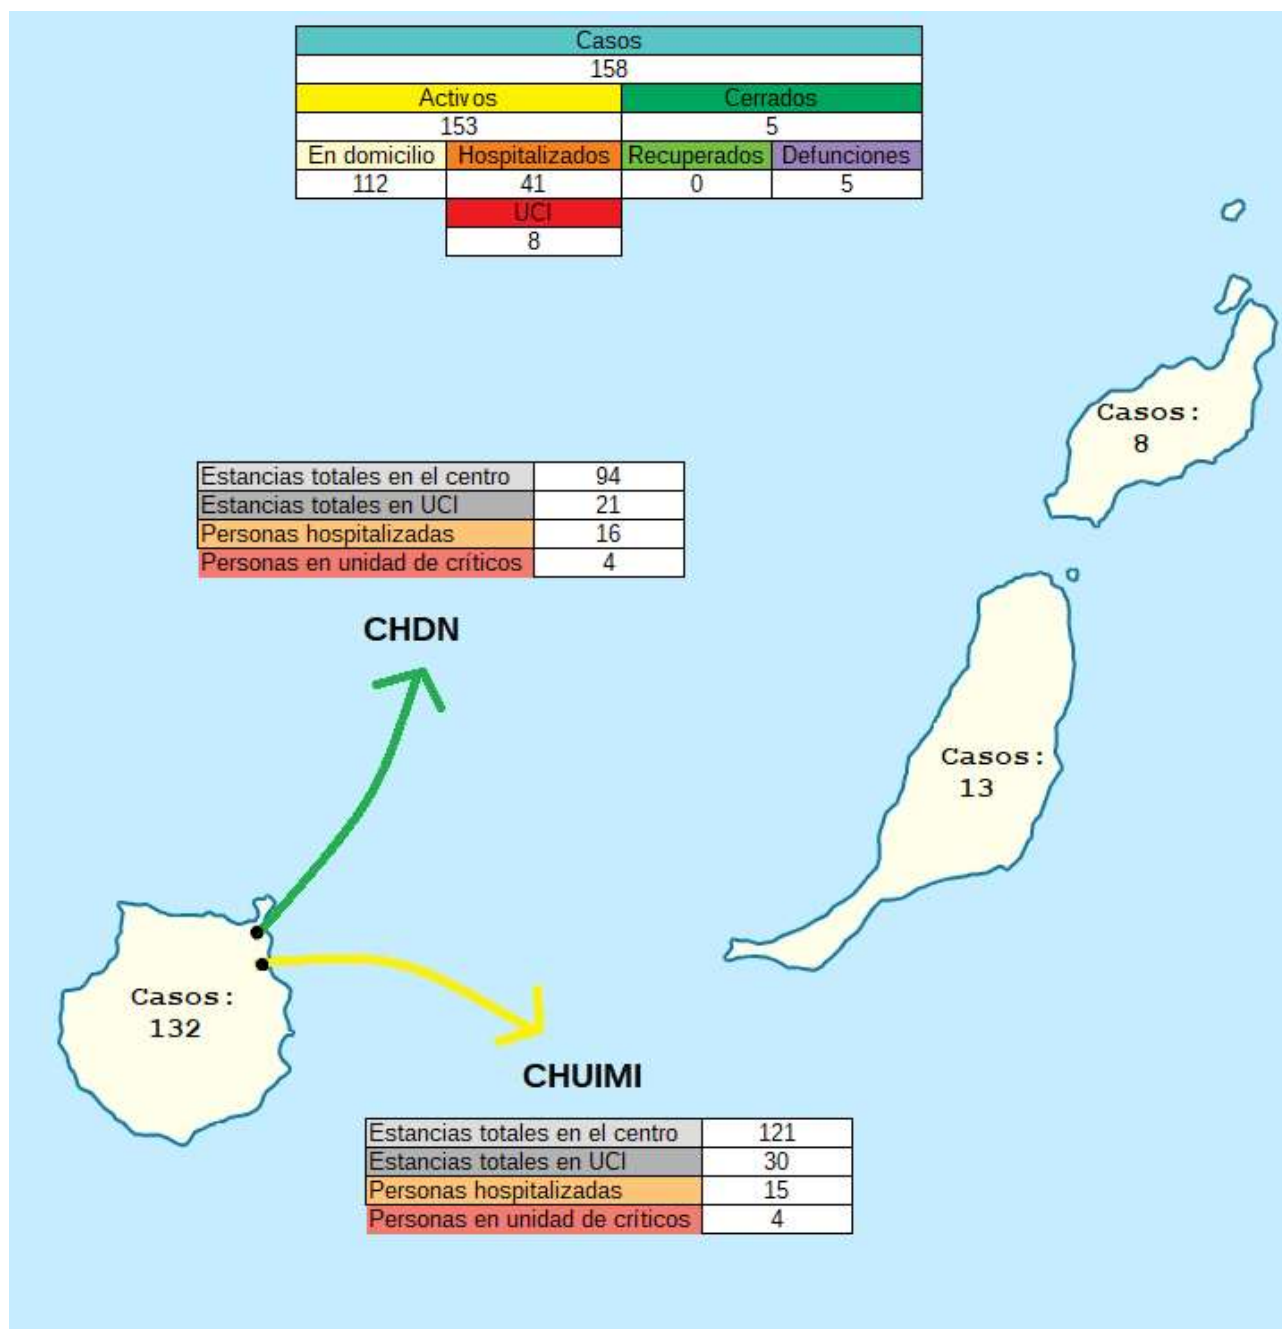 Casos
158
Activos Cerrados
153 5
En domicilio Hospitalizados Recuperados Defunciones
112 41 0 5
UCI
8
Casos:
8
Estancias totales en el centro 94
Estancias totales en UCI 21
Personas hospitalizadas 16
Personas en unidad de críticos 4
CHDN
Casos:
13
Casos:
132
CHUIMI
Estancias totales en el centro 121
Estancias totales en UCI 30
Personas hospitalizadas 15
Personas en unidad de críticos 4